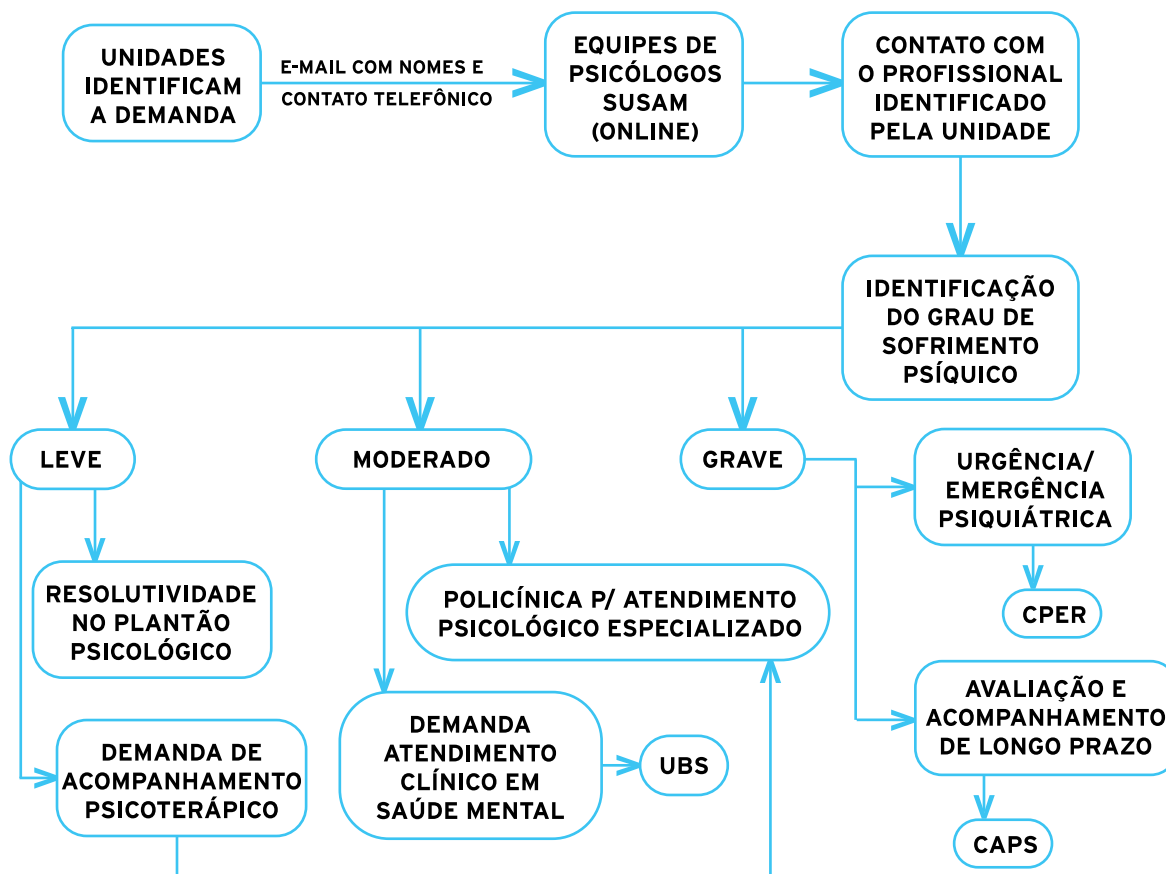 UNIDADES
IDENTIFICAM
A DEMANDA
E-MAIL COM NOMES E
CONTATO TELEFÔNICO
EQUIPES DE
PSICÓLOGOS
SUSAM
(ONLINE)
CONTATO COM
O PROFISSIONAL
IDENTIFICADO
PELA UNIDADE
IDENTIFICAÇÃO
DO GRAU DE
SOFRIMENTO
PSÍQUICO
LEVE
MODERADO
GRAVE
URGÊNCIA/
EMERGÊNCIA
PSIQUIÁTRICA
RESOLUTIVIDADE
NO PLANTÃO
PSICOLÓGICO
POLICÍNICA P/ ATENDIMENTO
PSICOLÓGICO ESPECIALIZADO
CPER
DEMANDA DE
ACOMPANHAMENTO
PSICOTERÁPICO
DEMANDA
ATENDIMENTO
CLÍNICO EM
SAÚDE MENTAL
UBS
AVALIAÇÃO E
ACOMPANHAMENTO
DE LONGO PRAZO
CAPS